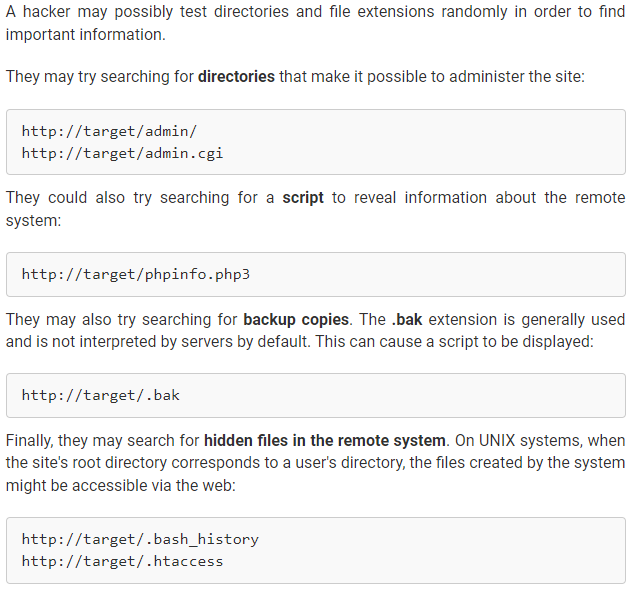 A hacker may possibly test directories and file extensions randomly in order to find
important information.
They may try searching for directories that make it possible to administer the site:
http://target/admin/
http://target/admin.cgi
They could also try searching for a script to reveal information about the remote
system:
http://target/phpinfo.php3
They may also try searching for backup copies. The .bak extension is generally used
and is not interpreted by servers by default. This can cause a script to be displayed:
http://target/.bak
Finally, they may search for hidden files in the remote system. On UNIX systems, when
the site's root directory corresponds to a user's directory, the files created by the system
might be accessible via the web:
http://target/.bash_history
http://target/.htaccess